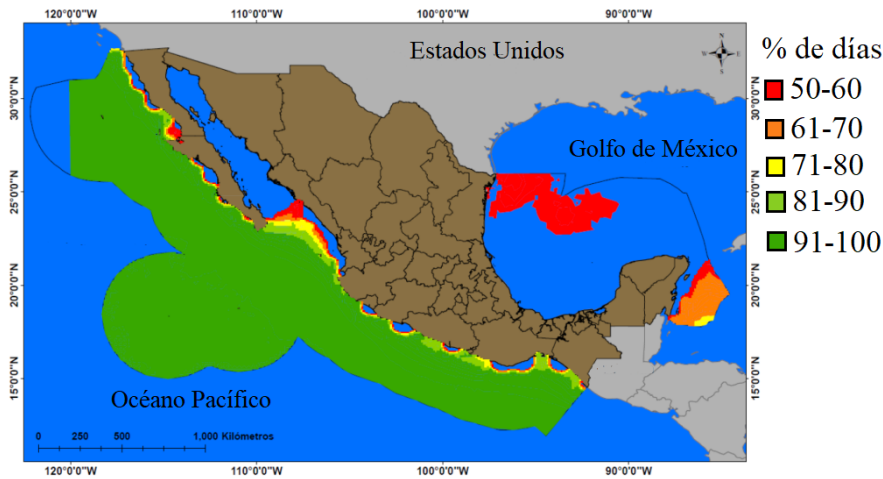 120°0'0"W 110°0'0"W 100°0'0"W 90°0'0"W
Estados Unidos
N
W E
S
% de días
50-60
61-70
71-80
81-90
91-100
Golfo de México
30°0'0"N
25°0'0"N
20°0'0"N
15°0'0"N
30°0'0"N
25°0'0"N
20°0'0"N
15°0'0"N
Océano Pacífico
0 250 500 1,000 Kilómetros
120°0'0"W 110°0'0"W 100°0'0"W 90°0'0"W